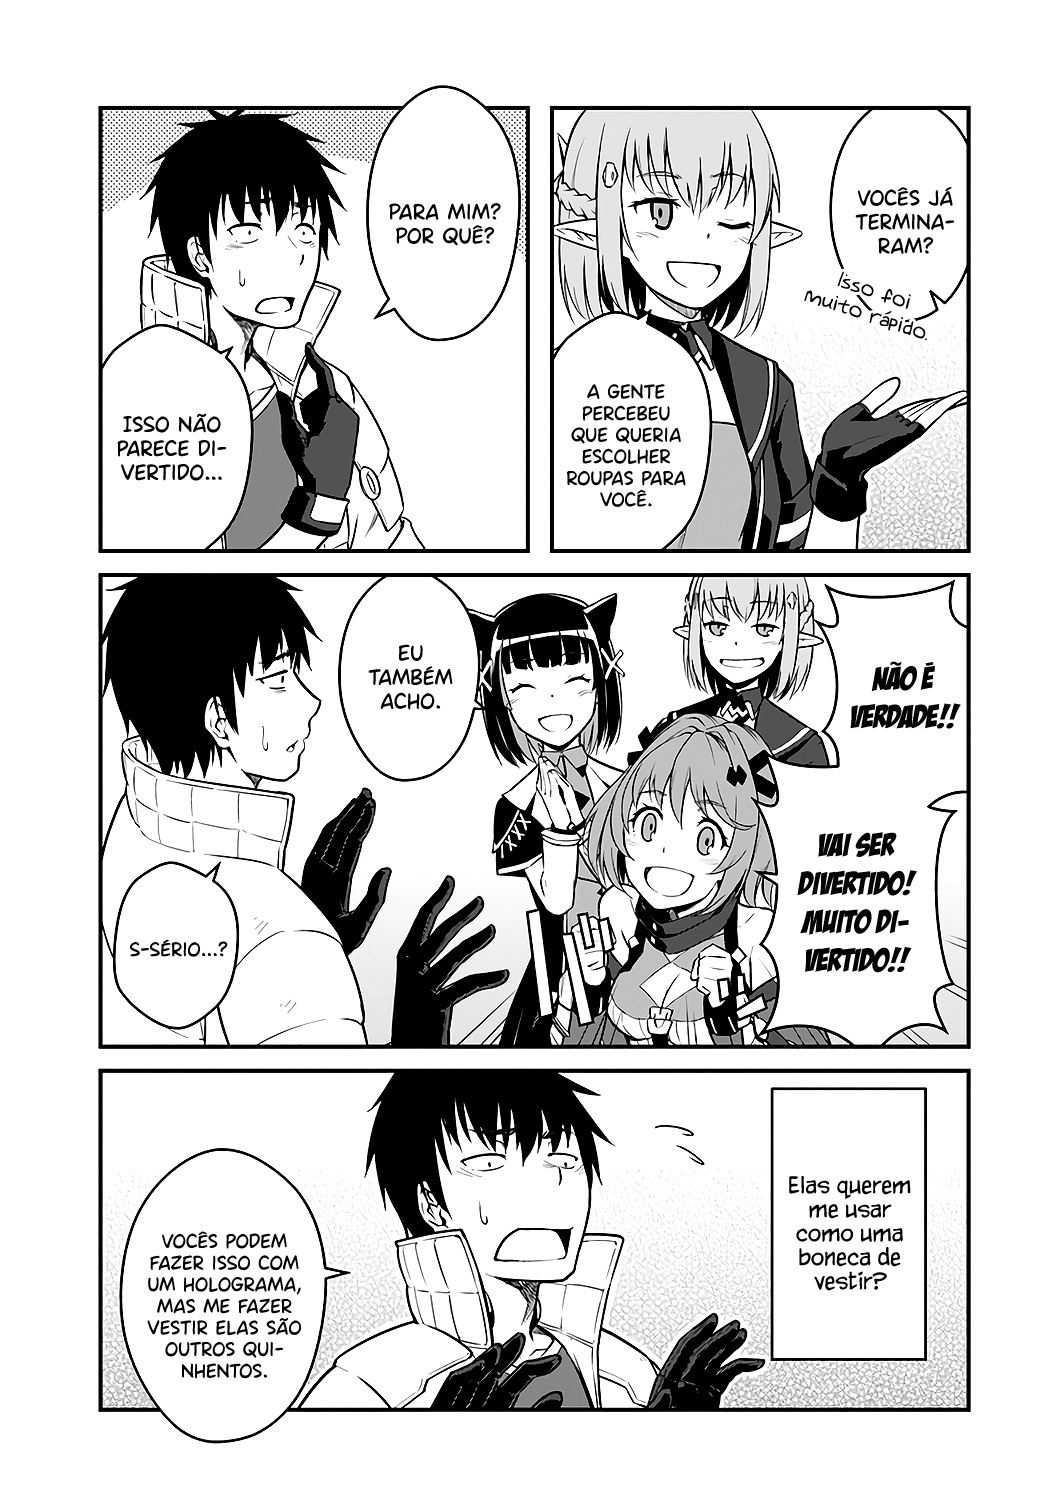 VOCÊS JÁ
TERMINA-
RAM?
Isso foi
muito rápido.
A GENTE
PERCEBEU
QUE QUERIA
ESCOLHER
ROUPAS PARA
VOCÊ.
PARA MIM?
POR QUÊ?
ISSO NÃO
PARECE DI-
VERTIDO...
NÃO É
VERDADE!!
VAI SER
DIVERTIDO!
MUITO DI-
VERTIDO!!
EU
TAMBÉM
ACHO.
S-SÉRIO...?
Elas querem
me usar
como uma
boneca de
vestir?
VOCÊS PODEM
FAZER ISSO COM
UM HOLOGRAMA,
MAS ME FAZER
VESTIR ELAS SÃO
OUTROS QUI-
NHENTOS.